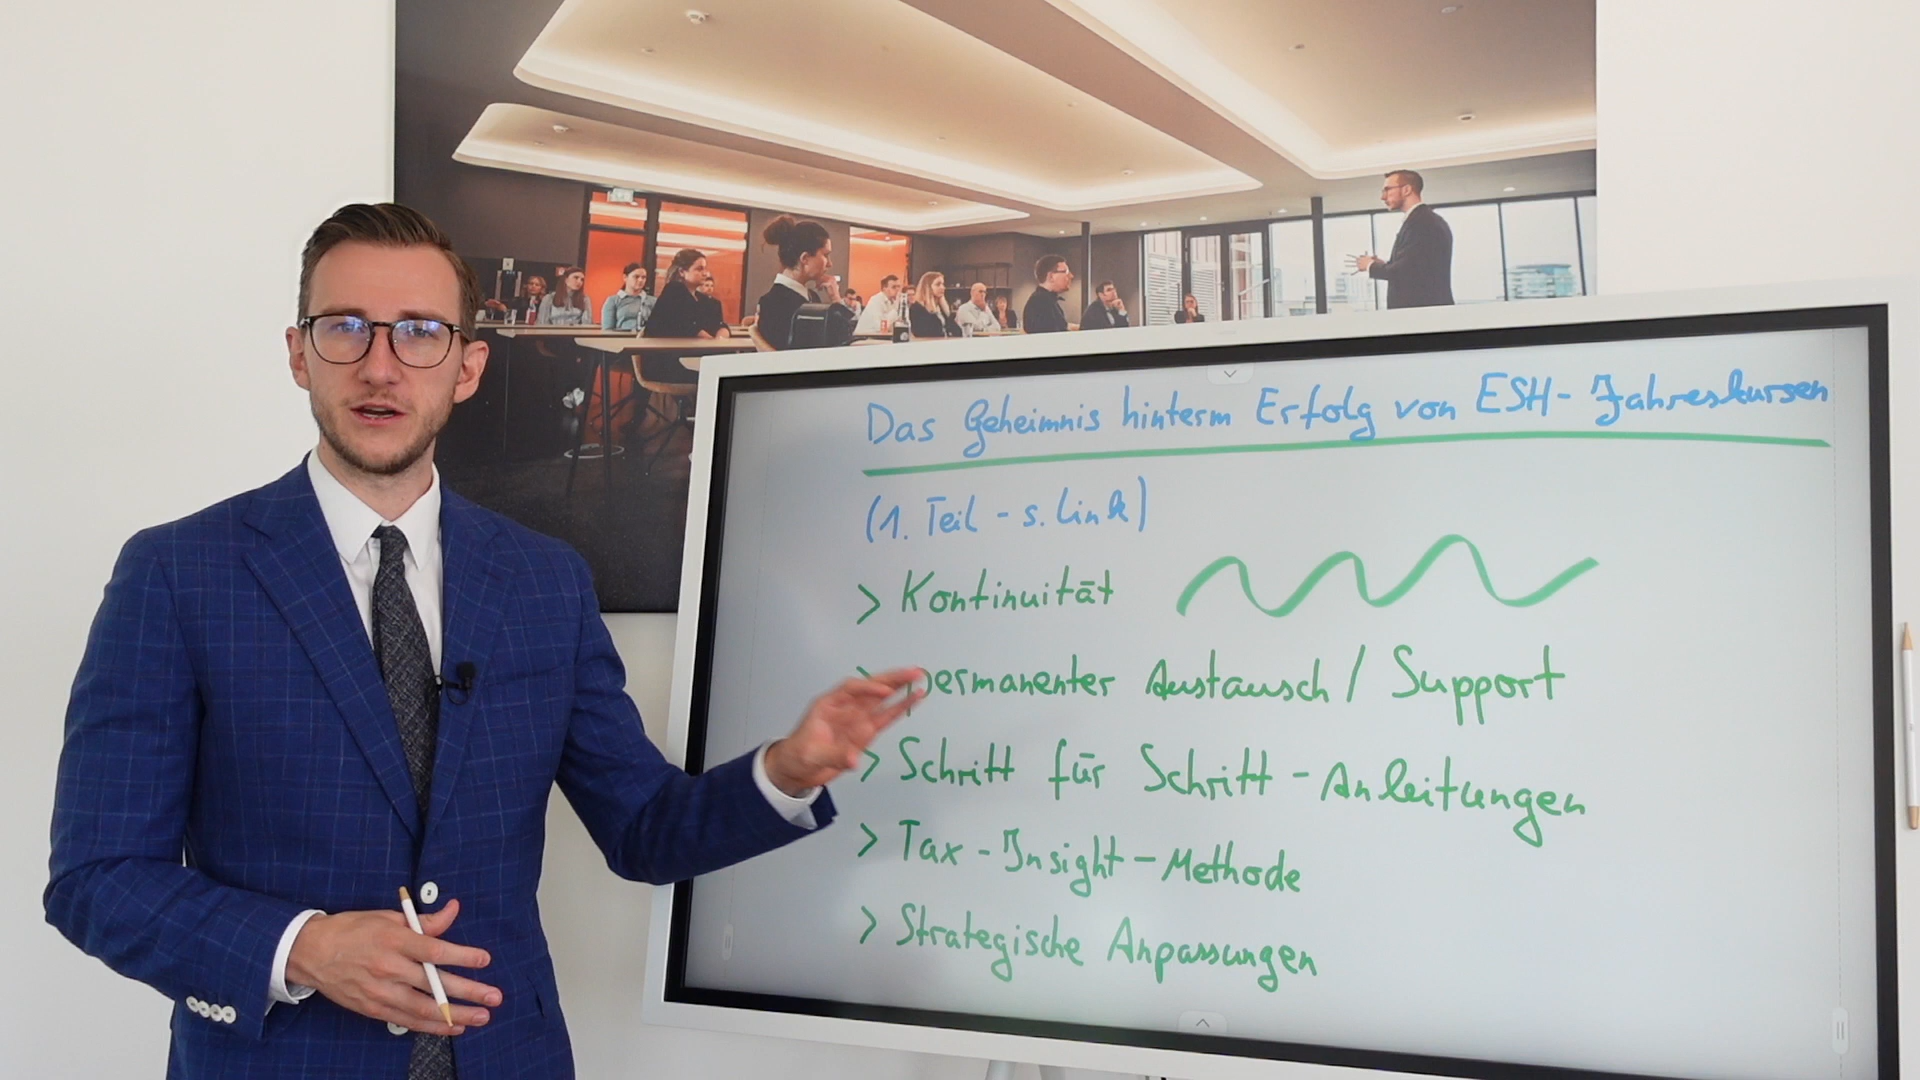 Das Geheimnis hinterm Erfolg von ESH-Jahreskursen
(1. Teil - s. Link)
> Kontinuität
> permanenter Austausch / Support
> Schritt für Schritt - Anleitungen
> Tax - Insight - Methode
> Strategische Anpassungen